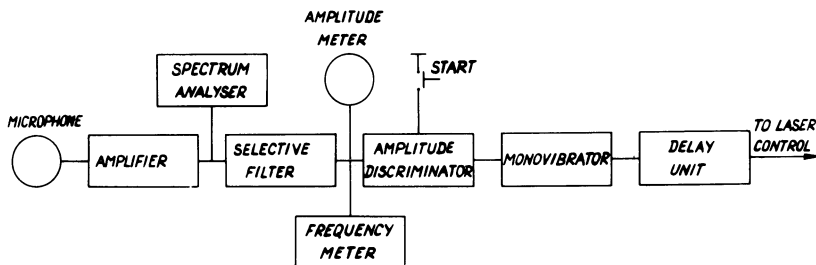 AMPLITUDE
METER
START
SPECTRUM
ANALYSER
MICROPHONE
AMPLIFIER
SELECTIVE
FILTER
AMPLITUDE
DISCRIMINATOR
MONOVIBRATOR
DELAY
UNIT
TO LASER
CONTROL
FREQUENCY
METER